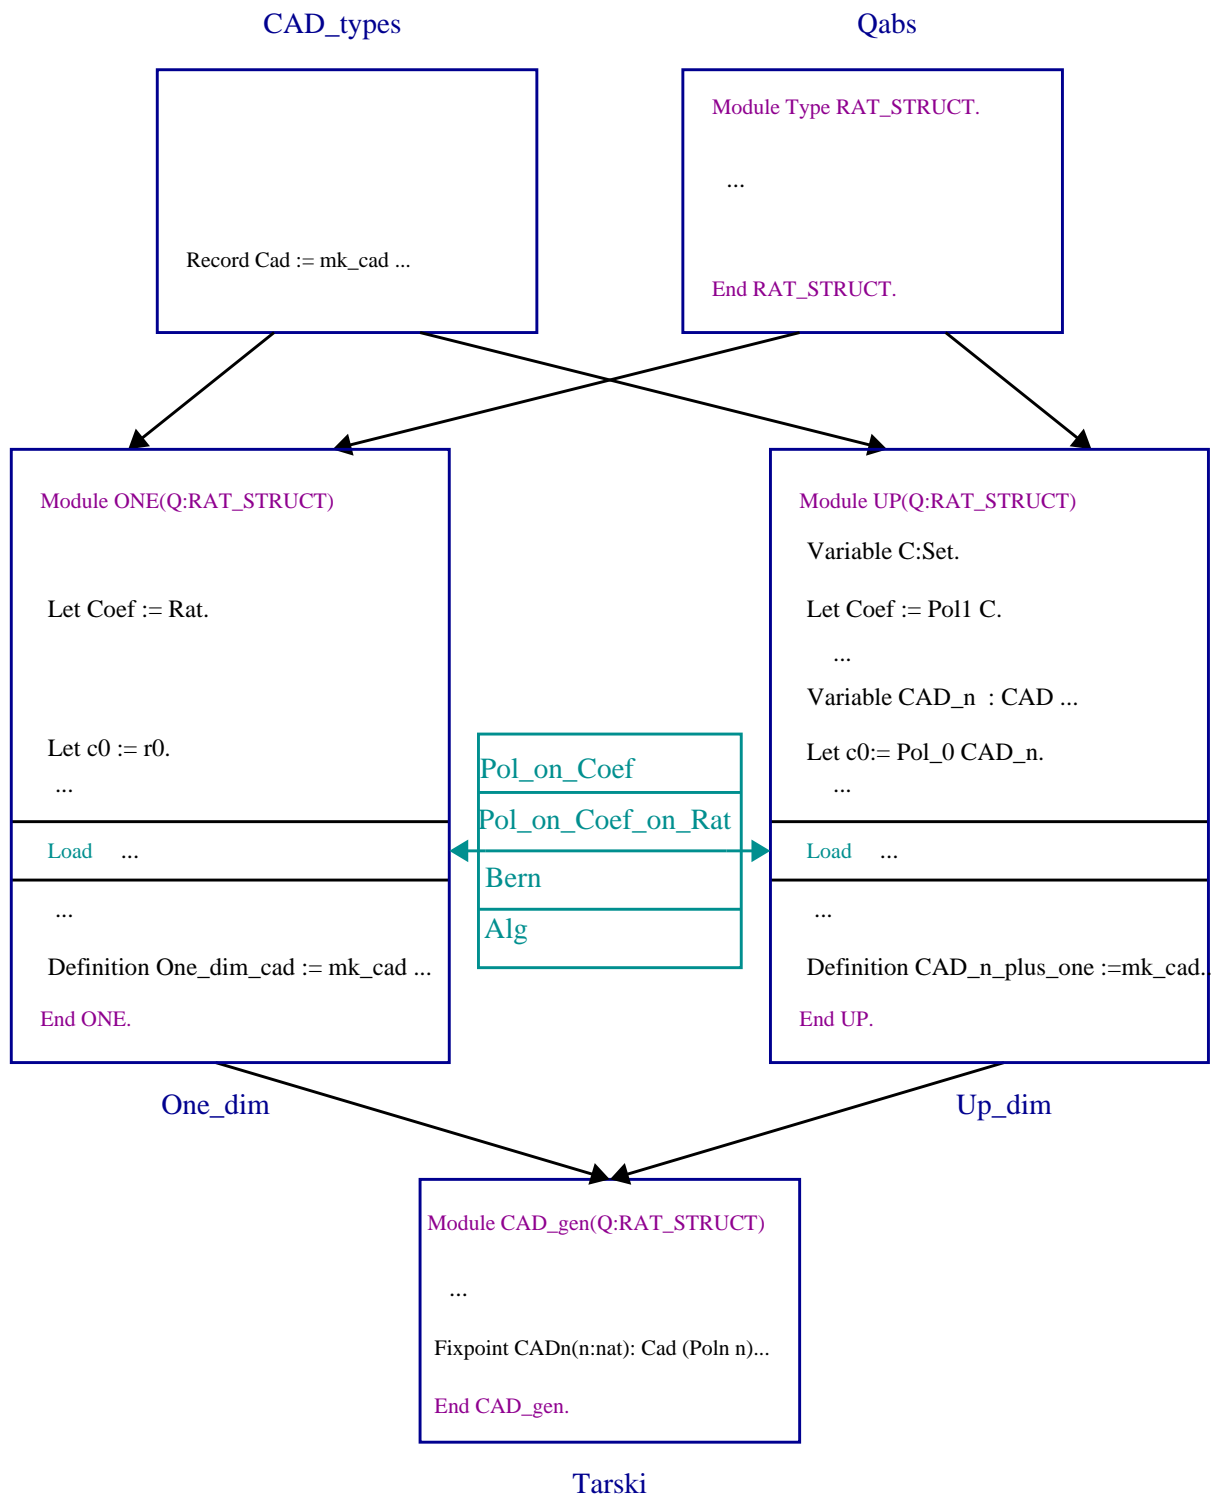 CAD_types
Qabs
Record Cad := mk_cad ...
Module Type RAT_STRUCT.
...
End RAT_STRUCT.
Module ONE(Q:RAT_STRUCT)
Let Coef := Rat.
Let c0 := r0.
...
Load ...
...
Definition One_dim_cad := mk_cad ...
End ONE.
One_dim
Pol_on_Coef
Pol_on_Coef_on_Rat
Bern
Alg
Module UP(Q:RAT_STRUCT)
Variable C:Set.
Let Coef := Pol1 C.
...
Variable CAD_n : CAD ...
Let c0:= Pol_0 CAD_n.
...
Load ...
...
Definition CAD_n_plus_one :=mk_cad..
End UP.
Up_dim
Module CAD_gen(Q:RAT_STRUCT)
...
Fixpoint CADn(n:nat): Cad (Poln n)...
End CAD_gen.
Tarski